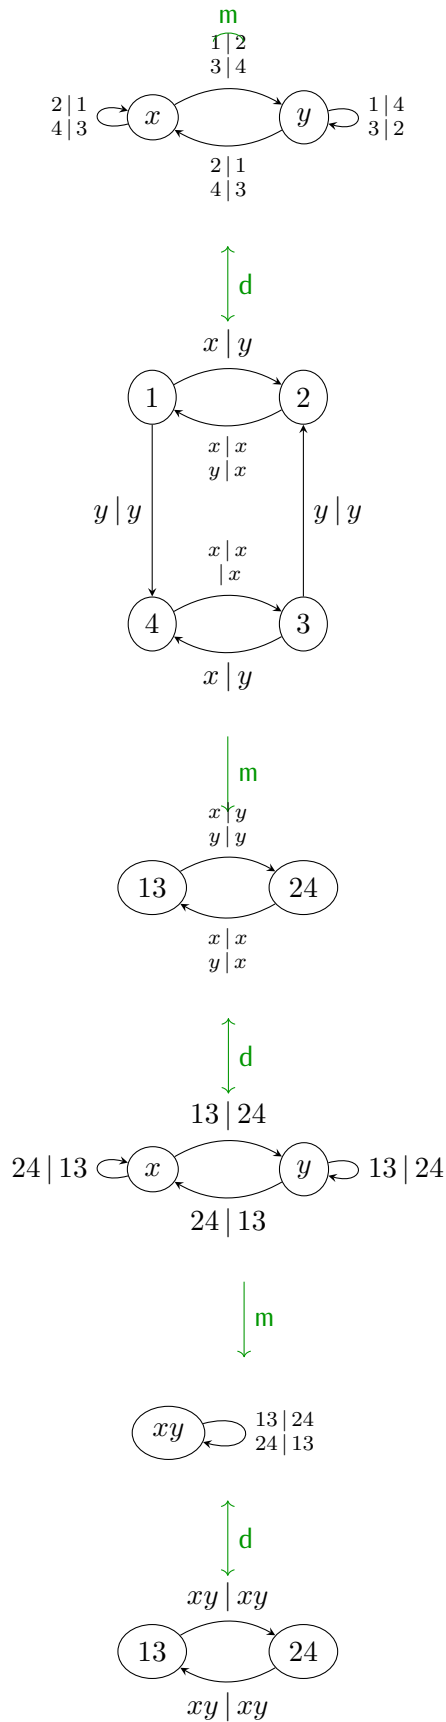 m
1 | 2
3 | 4
2 | 1
4 | 3
x
y
1 | 4
3 | 2
2 | 1
4 | 3
d
x | y
1
2
x | x
y | x
y | y
y | y
x | x
| x
4
3
x | y
m
x | y
y | y
13
24
x | x
y | x
d
13 | 24
24 | 13
x
y
13 | 24
24 | 13
m
xy
13 | 24
24 | 13
d
xy | xy
13
24
xy | xy